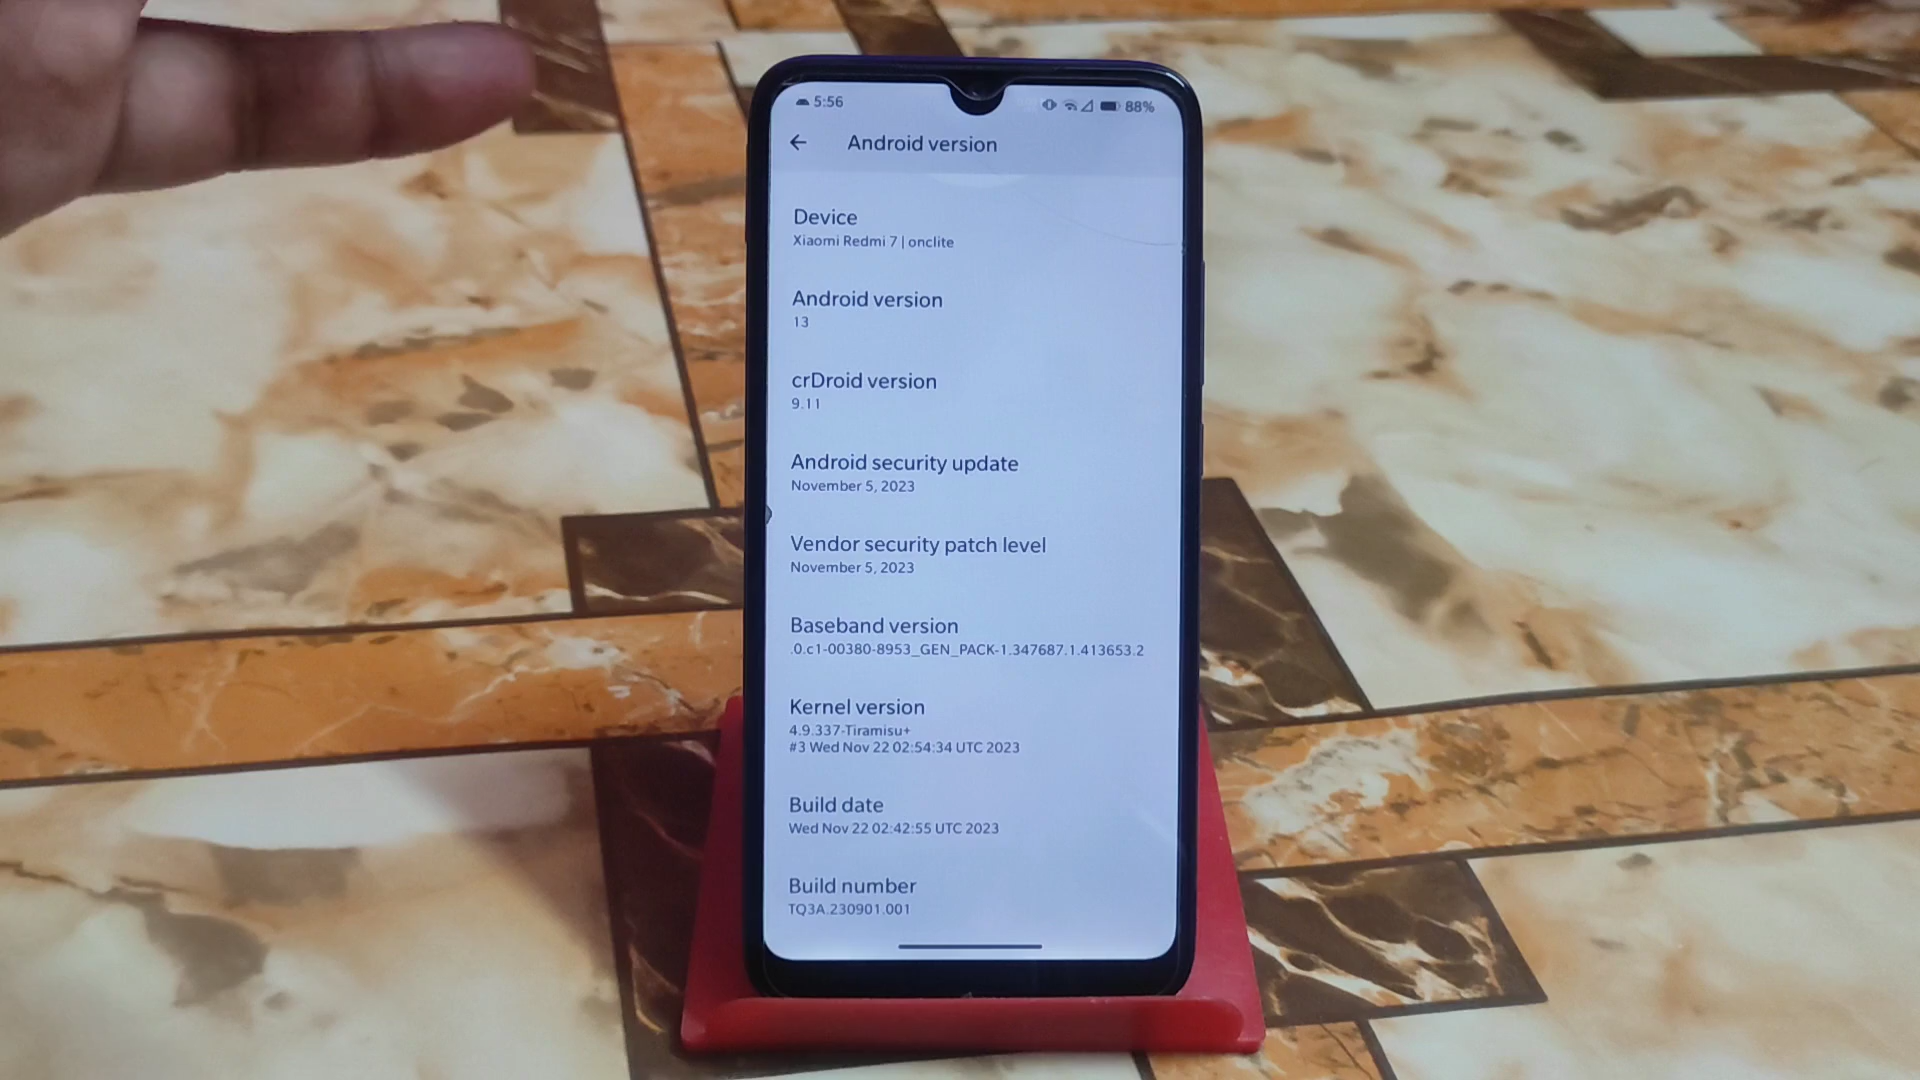 5:56
88%
Android version
Device
Xiaomi Redmi 7 | onclite
Android version
13
crDroid version
9.11
Android security update
November 5, 2023
Vendor security patch level
November 5, 2023
Baseband version
.0.c1-00380-8953_GEN_PACK-1.347687.1.413653.2
Kernel version
4.9.337-Tiramisu+
#3 Wed Nov 22 02:54:34 UTC 2023
Build date
Wed Nov 22 02:42:55 UTC 2023
Build number
TQ3A.230901.001